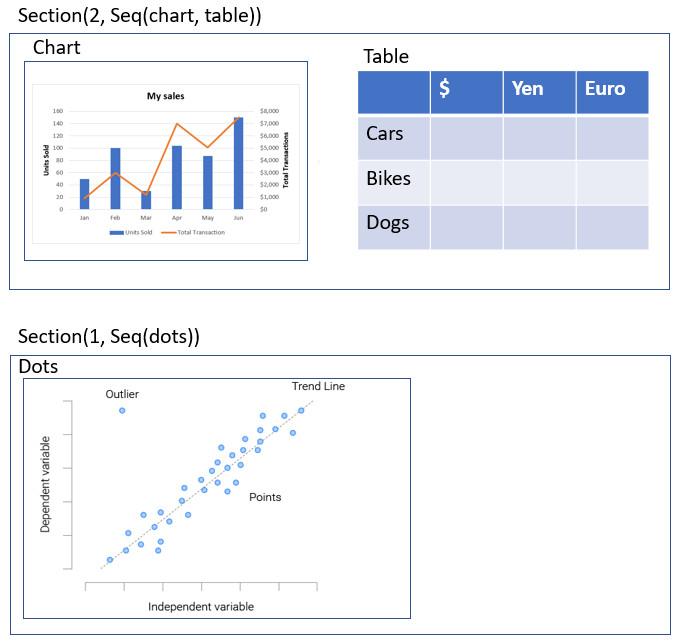 Section(2, Seq(chart, table))
Chart
My sales
Units Sold
160
140
120
100
80
60
40
20
0
$8,000
$7,000
$6,000
$5,000
$4,000
$3,000
$2,000
$1,000
$0
Total Transactions
Jan Feb Mar Apr May Jun
Units Sold Total Transaction
Table
$ Yen Euro
Cars
Bikes
Dogs
Section(1, Seq(dots))
Dots
Outlier
Trend Line
Dependent variable
Points
Independent variable